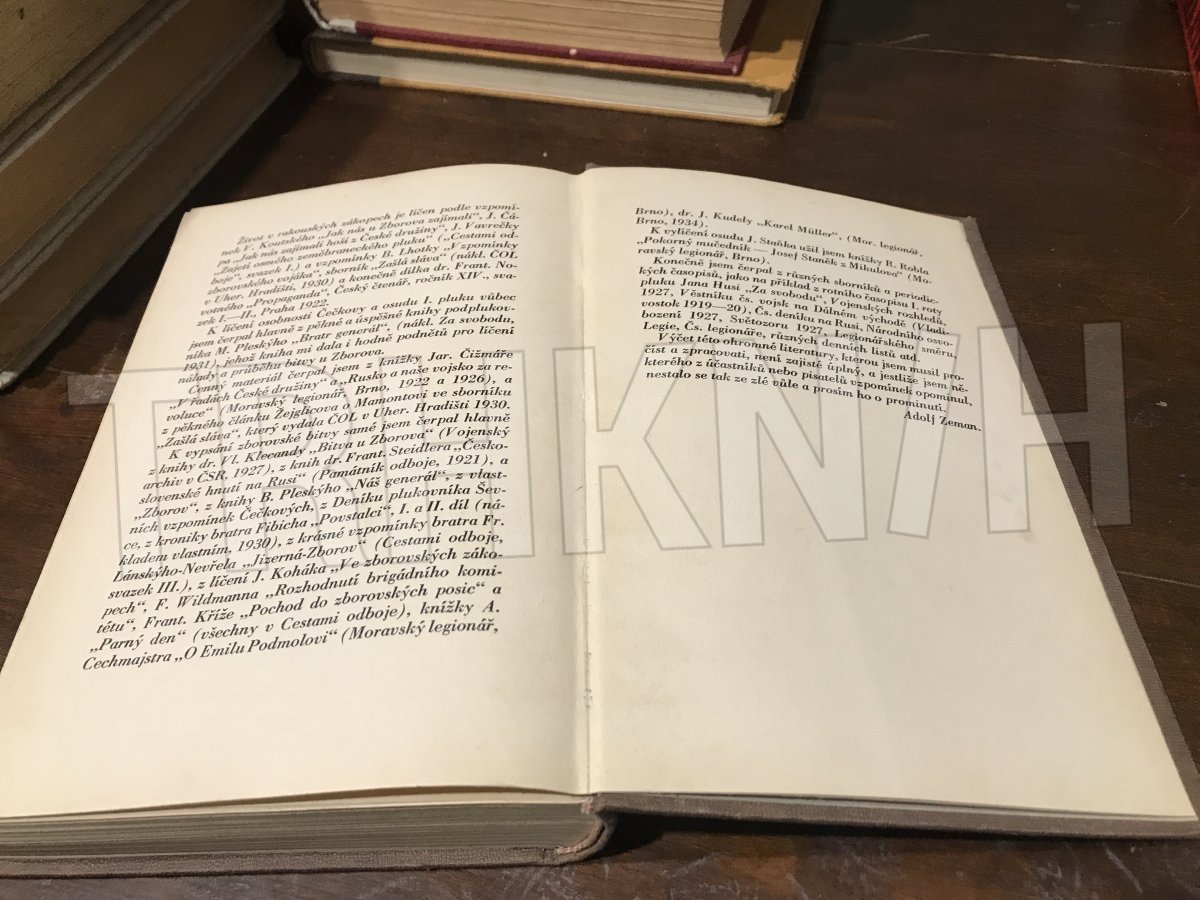 Život v rakouských zákopech je líčen podle vzpomí-
nek V. Koutského „Jak nás u Zborova zajímali“, J. Čá-
pa „Jak nás zajímali hoši z České družiny“, J. Vavrečky
„Zajetí osmého zeměbraneckého pluku“ („Cestami od-
boje“, svazek I.) a vzpomínky B. Lhotky „Vzpomínky
zborovského vojáka“, sborník „Zašlá sláva“ (nákl. ČOL
v Uher. Hradišti, 1930) a konečně dílka dr. Frant. No-
votného „Propaganda“, Český čtenář, ročník XIV., sva-
zek I.—II., Praha 1922.
K líčení osobnosti Čečkovy a osudu I. pluku vůbec
jsem čerpal hlavně z pěkné a úspěšné knihy podplukov-
níka M. Pleského „Bratr generál“, (nákl. Za svobodu,
1931), jehož kniha mi dala i hodně podnětů pro líčení
nálady a průběhu bitvy u Zborova.
Cenný materiál čerpal jsem z knížky Jar. Čižmáře
„V řadách České družiny“ a „Rusko a naše vojsko za re-
voluce“ (Moravský legionář, Brno, 1922 a 1926), a
z pěkného článku Žejglicova o Mamontovi ve sborníku
„Zašlá sláva“, který vydala ČOL v Uher. Hradišti 1930.
K vypsání zborovské bitvy samé jsem čerpal hlavně
z knihy dr. Vl. Klecandy „Bitva u Zborova“ (Vojenský
archiv v ČSR, 1927), z knih dr. Frant. Steidlera „Česko-
slovenské hnutí na Rusi“ (Památník odboje, 1921), a
„Zborov“, z knihy B. Pleskýho „Náš generál“, z vlast-
ních vzpomínek Čečkových, z Deníku plukovníka Šev-
ce, z kroniky bratra Fibicha „Povstalci“, I. a II. díl (ná-
kladem vlastním, 1930), z krásné vzpomínky bratra Fr.
Lánskýho-Nevřela „Jizerná-Zborov“ (Cestami odboje,
svazek III.), z líčení J. Koháka „Ve zborovských záko-
pech“, F. Wildmanna „Rozhodnutí brigádního komi-
tétu“, Frant. Kříže „Pochod do zborovských posic“ a
„Parný den“ (všechny v Cestami odboje), knížky A.
Cechmajstra „O Emilu Podmolovi“ (Moravský legionář,
Brno), dr. J. Kudely „Karel Müller“, (Mor. legionář,
Brno, 1934).
K vylíčení osudu J. Staňka užil jsem knížky R. Robla
„Pokorný mučedník — Josef Staněk z Mikulova“ (Mo-
ravský legionář, Brno).
Konečně jsem čerpal z různých sborníků a periodic-
kých časopisů, jako na příklad z rotního časopisu I. roty
pluku Jana Husi „Za svobodu“, Vojenských rozhledů,
1927, Věstníku čs. vojsk na Dálném východě (Vladi-
vostok 1919—20), Čs. deníku na Rusi, Národního osvo-
bození 1927, Světozoru 1927, Legionářského směru,
Legie, Čs. legionáře, různých denních listů atd.
Výčet této ohromné literatury, kterou jsem musil pro-
číst a zpracovati, není zajisté úplný, a jestliže jsem ně-
kterého z účastníků nebo pisatelů vzpomínek opominul,
nestalo se tak ze zlé vůle a prosím ho o prominutí.
Adolf Zeman.